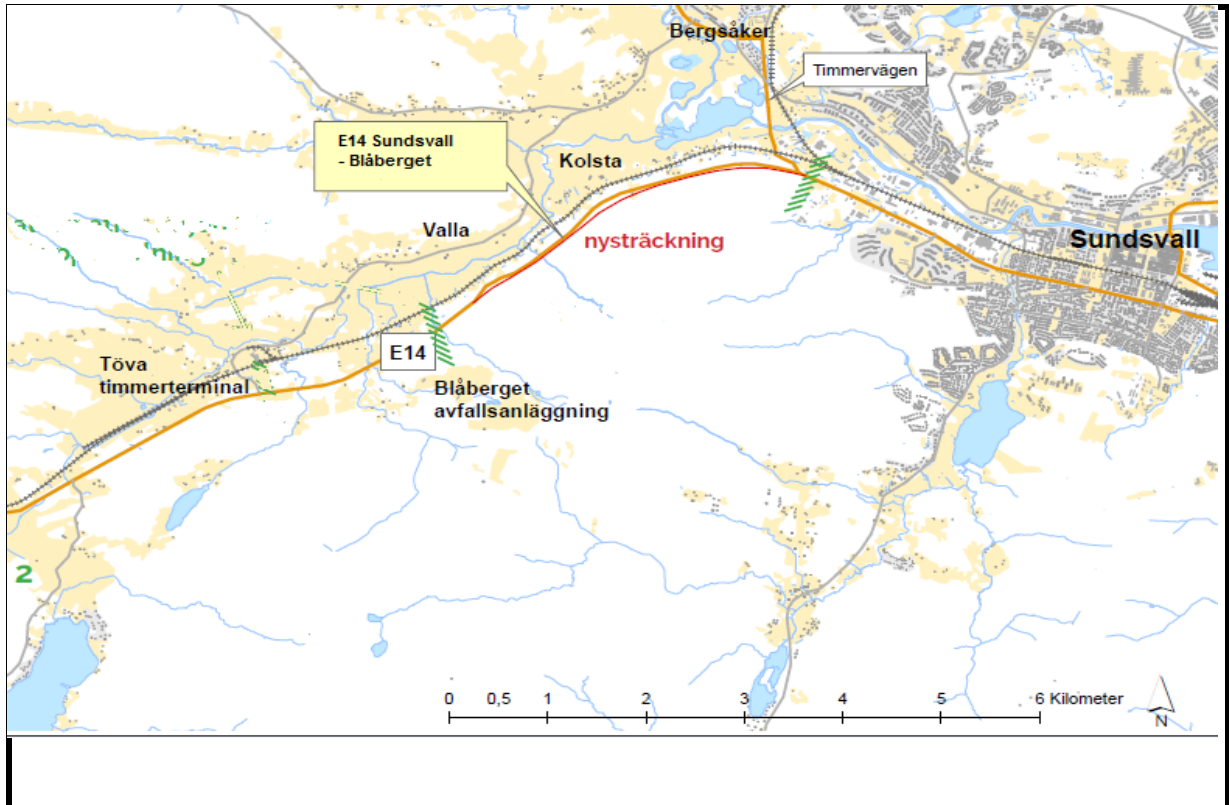 Bergsåker
Timmervägen
E14 Sundsvall
- Blåberget
Kolsta
Valla
nysträckning
Sundsvall
E14
Töva
timmerterminal
Blåberget
avfallsanläggning
2
0 0,5 1 2 3 4 5 6 Kilometer
N